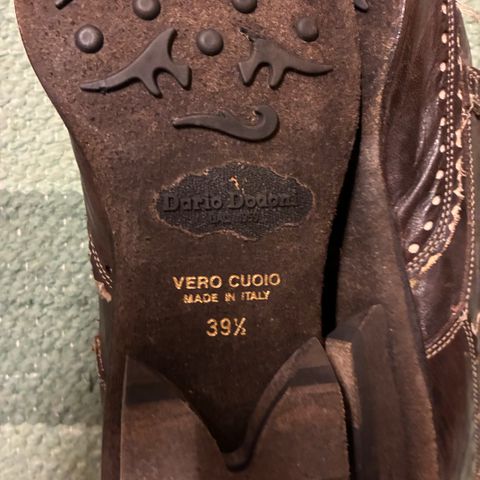 Dario Dodoni
VERO CUOIO
MADE IN ITALY
39½